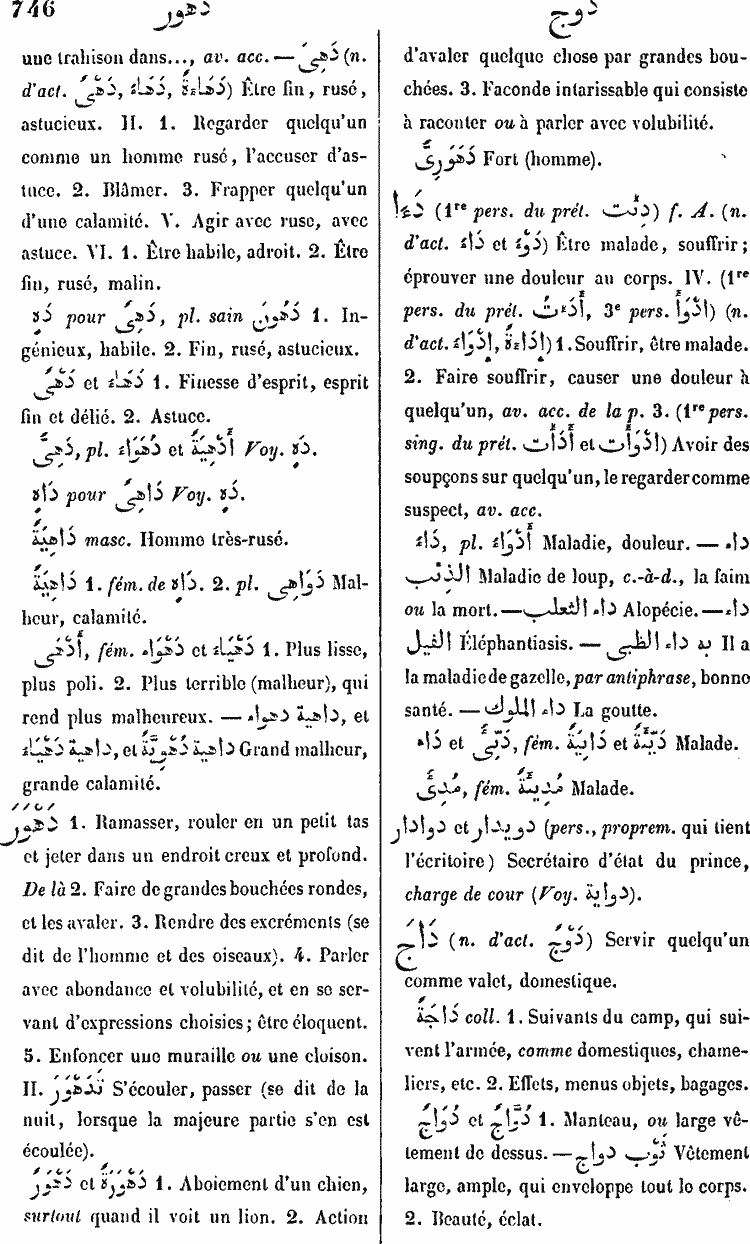 746 دهور دوج
une trahison dans..., av. acc. — دَهِىَ (n.
d'act. دَهْىٌ, دَهَاءٌ, دَهَاءَةٌ) Être fin, rusé,
astucieux. II. 1. Regarder quelqu'un
comme un homme rusé, l'accuser d'as-
tuce. 2. Blâmer. 3. Frapper quelqu'un
d'une calamité. V. Agir avec ruse, avec
astuce. VI. 1. Être habile, adroit. 2. Être
fin, rusé, malin.
دَهٍ pour دَهِىٌ, pl. sain دَهُونَ 1. In-
génieux, habile. 2. Fin, rusé, astucieux.
دَهْىٌ et دَهَاءٌ 1. Finesse d'esprit, esprit
fin et délié. 2. Astuce.
دَهِىٌّ, pl. دُهَوَاءُ et أَدْهِيَةٌ Voy. دَهٍ.
دَاهٍ pour دَاهِىٌ Voy. دَهٍ.
دَاهِيَةٌ masc. Homme très-rusé.
دَاهِيَةٌ 1. fém. de دَاهٍ. 2. pl. دَوَاهِى Mal-
heur, calamité.
أَدْهَى, fém. دَهْوَاء et دَهْيَاءُ 1. Plus lisse,
plus poli. 2. Plus terrible (malheur), qui
rend plus malheureux. — داهية دهواء, et
داهية دَهْيَاءُ, et داهية دُهْوِيَّةٌ Grand malheur,
grande calamité.
دَهْوَرَ 1. Ramasser, rouler en un petit tas
et jeter dans un endroit creux et profond.
De là 2. Faire de grandes bouchées rondes,
et les avaler. 3. Rendre des excréments (se
dit de l'homme et des oiseaux). 4. Parler
avec abondance et volubilité, et en se ser-
vant d'expressions choisies; être éloquent.
5. Enfoncer une muraille ou une cloison.
II. تَدَهْوَرَ S'écouler, passer (se dit de la
nuit, lorsque la majeure partie s'en est
écoulée).
دَهْوَرٌ et دَهْوَرَةٌ 1. Aboiement d'un chien,
surtout quand il voit un lion. 2. Action
d'avaler quelque chose par grandes bou-
chées. 3. Faconde intarissable qui consiste
à raconter ou à parler avec volubilité.
دَهْوَرِىٌّ Fort (homme).
دَاءَ (1re pers. du prét. دِئْتُ) f. A. (n.
d'act. دَاءٌ et دَوْءٌ) Être malade, souffrir;
éprouver une douleur au corps. IV. (1re
pers. du prét. أَدَأْتُ, 3e pers. أَدْوَأَ) (n.
d'act. إِدْوَاءٌ, إِدَاءَةٌ) 1. Souffrir, être malade.
2. Faire souffrir, causer une douleur à
quelqu'un, av. acc. de la p. 3. (1re pers.
sing. du prét. أَدْوَأْتُ et أَدَأْتُ) Avoir des
soupçons sur quelqu'un, le regarder comme
suspect, av. acc.
دَاءٌ, pl. أَدْوَاءٌ Maladie, douleur. — داء
الذئب Maladie de loup, c.-à-d., la faim
ou la mort. — داء الثعلب Alopécie. — داء
الفيل Éléphantiasis. — به داء الظبى Il a
la maladie de gazelle, par antiphrase, bonne
santé. — داء الملوك La goutte.
دَاء et دَيِّئٌ, fém. دَائَةٌ et دَيِّئَةٌ Malade.
مُدِىءٌ, fém. مُدِيئَةٌ Malade.
دويدار et دوادار (pers., proprem. qui tient
l'écritoire) Secrétaire d'état du prince,
charge de cour (Voy. دواية).
دَاجَ (n. d'act. دَوْجٌ) Servir quelqu'un
comme valet, domestique.
دَاجَةٌ coll. 1. Suivants du camp, qui sui-
vent l'armée, comme domestiques, chame-
liers, etc. 2. Effets, menus objets, bagages.
دُوَّاجٌ et دُوَاجٌ 1. Manteau, ou large vê-
tement de dessus. — ثوب دواج Vêtement
large, ample, qui enveloppe tout le corps.
2. Beauté, éclat.